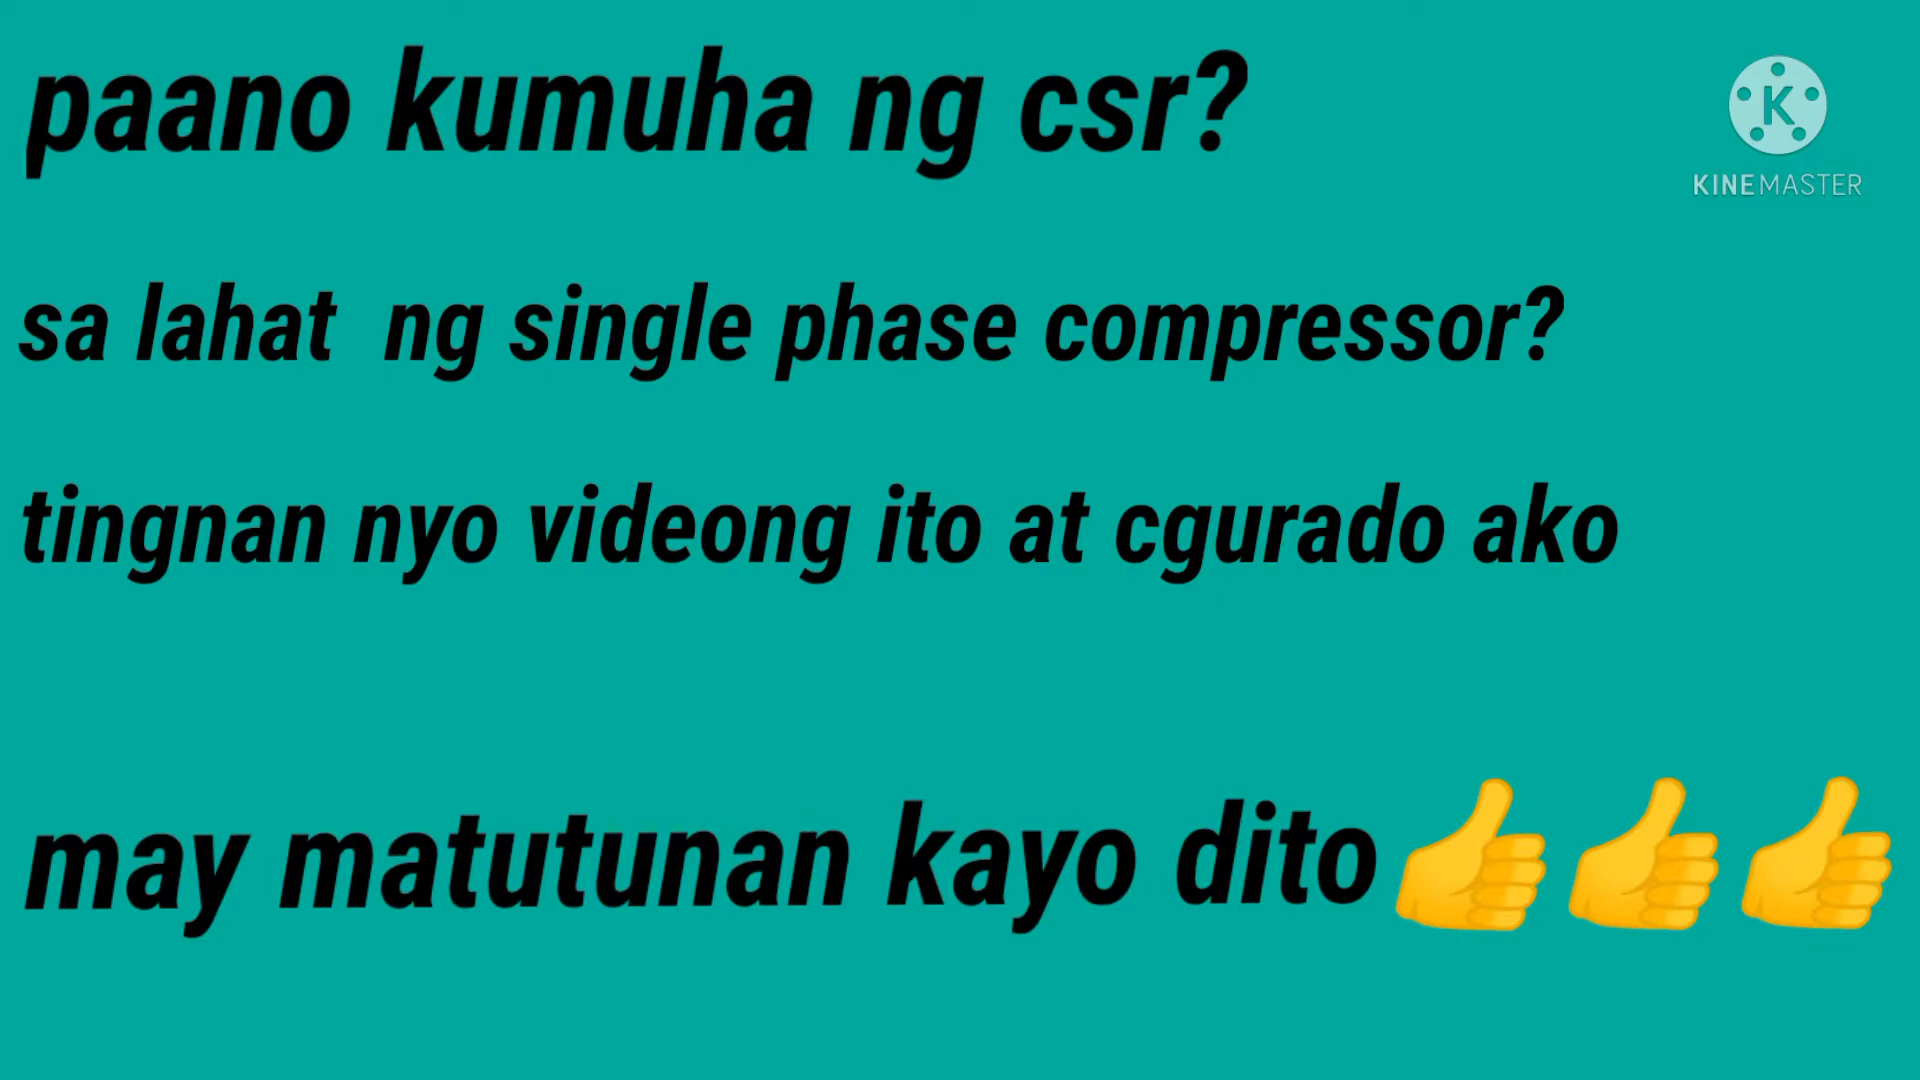 paano kumuha ng csr?
K
KINEMASTER
sa lahat ng single phase compressor?
tingnan nyo videong ito at cgurado ako
may matutunan kayo dito👍👍👍